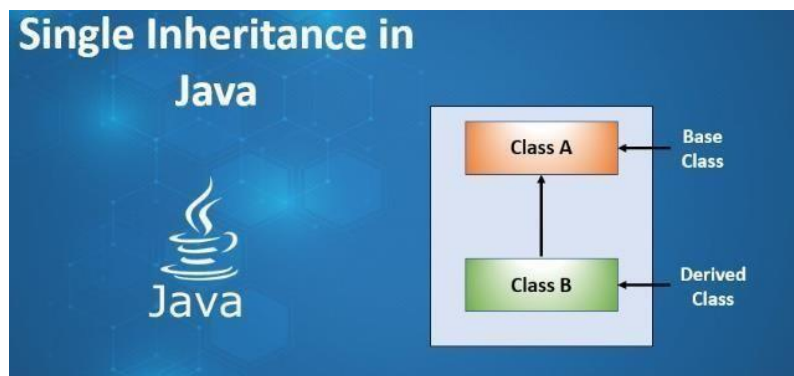 Single Inheritance in
Java
Class A
Base
Class
Java
Class B
Derived
Class